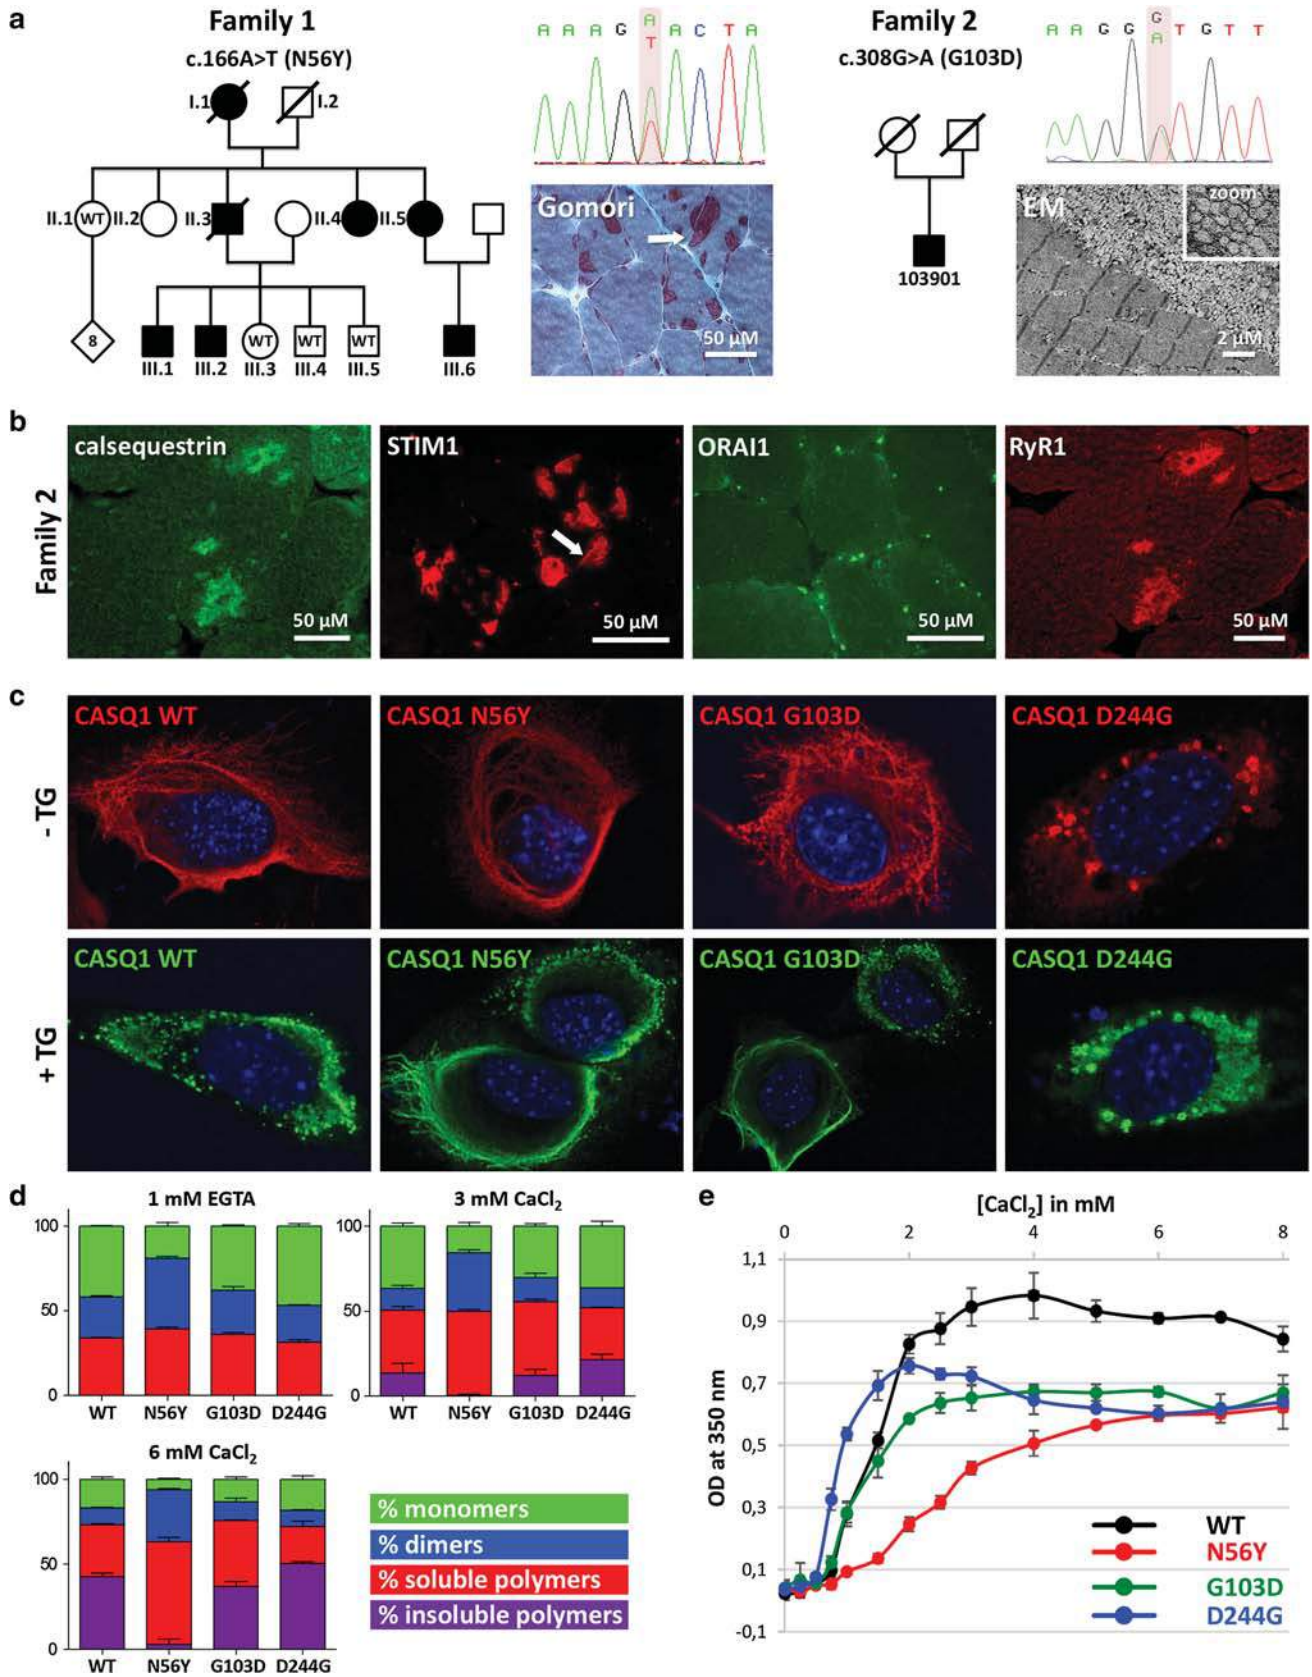 a
Family 1
c.166A>T (N56Y)
I.1
I.2
II.1
WT
II.2
II.3
II.4
II.5
8
WT
WT
WT
III.1
III.2
III.3
III.4
III.5
III.6
A A A G A A C T A
T
Gomori
50 µM
Family 2
c.308G>A (G103D)
103901
A A G G G T G T T
A
EM
zoom
2 µM
b
Family 2
calsequestrin
50 µM
STIM1
50 µM
ORAI1
50 µM
RyR1
50 µM
c
- TG
CASQ1 WT
CASQ1 N56Y
CASQ1 G103D
CASQ1 D244G
+ TG
CASQ1 WT
CASQ1 N56Y
CASQ1 G103D
CASQ1 D244G
d
1 mM EGTA
100
50
0
WT N56Y G103D D244G
3 mM CaCl₂
100
50
0
WT N56Y G103D D244G
6 mM CaCl₂
100
50
0
WT N56Y G103D D244G
% monomers
% dimers
% soluble polymers
% insoluble polymers
e
[CaCl₂] in mM
0 2 4 6 8
OD at 350 nm
1,1
0,9
0,7
0,5
0,3
0,1
-0,1
WT
N56Y
G103D
D244G